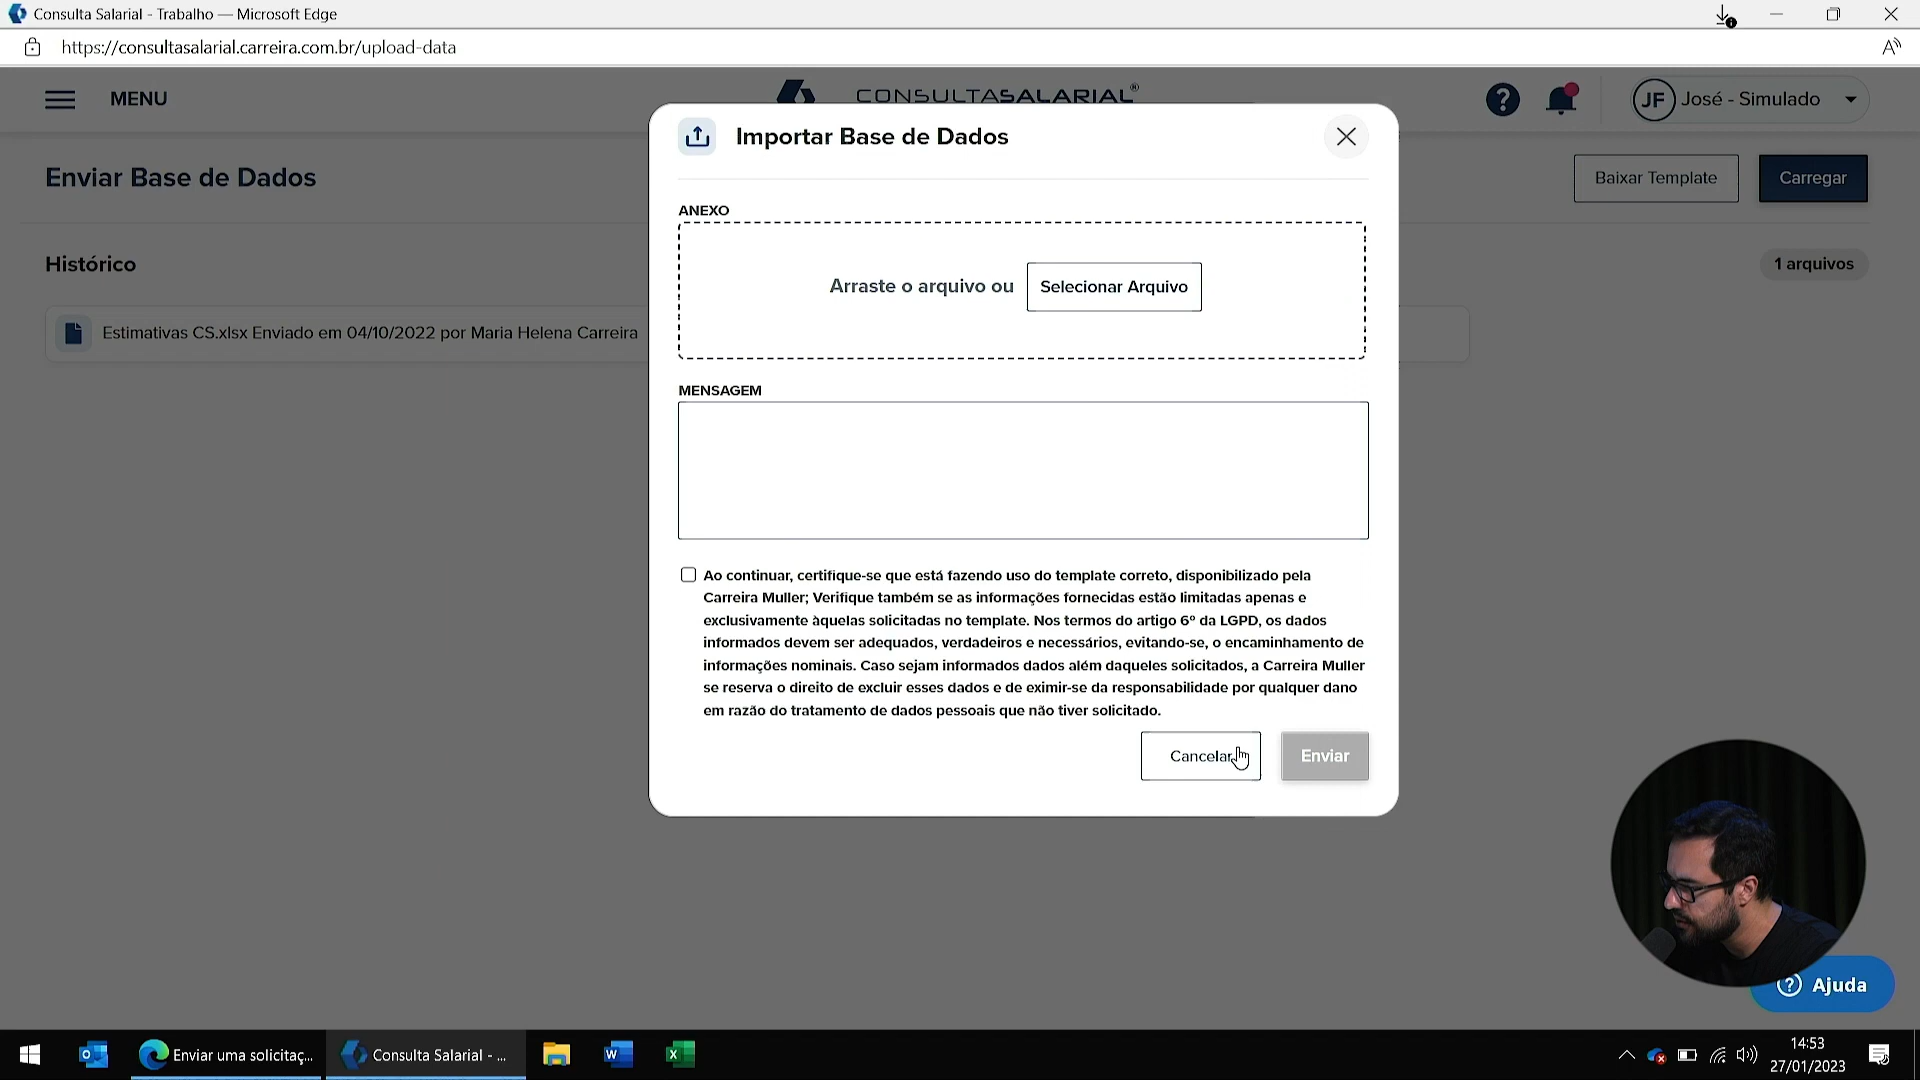 Consulta Salarial - Trabalho — Microsoft Edge
https://consultasalarial.carreira.com.br/upload-data
MENU
CONSULTASALARIAL®
JF José - Simulado
Enviar Base de Dados
Baixar Template
Carregar
Histórico
1 arquivos
Estimativas CS.xlsx Enviado em 04/10/2022 por Maria Helena Carreira
Importar Base de Dados
ANEXO
Arraste o arquivo ou
Selecionar Arquivo
MENSAGEM
Ao continuar, certifique-se que está fazendo uso do template correto, disponibilizado pela
Carreira Muller; Verifique também se as informações fornecidas estão limitadas apenas e
exclusivamente àquelas solicitadas no template. Nos termos do artigo 6º da LGPD, os dados
informados devem ser adequados, verdadeiros e necessários, evitando-se, o encaminhamento de
informações nominais. Caso sejam informados dados além daqueles solicitados, a Carreira Muller
se reserva o direito de excluir esses dados e de eximir-se da responsabilidade por qualquer dano
em razão do tratamento de dados pessoais que não tiver solicitado.
Cancelar
Enviar
Ajuda
Enviar uma solicitaç...
Consulta Salarial - ...
14:53
27/01/2023